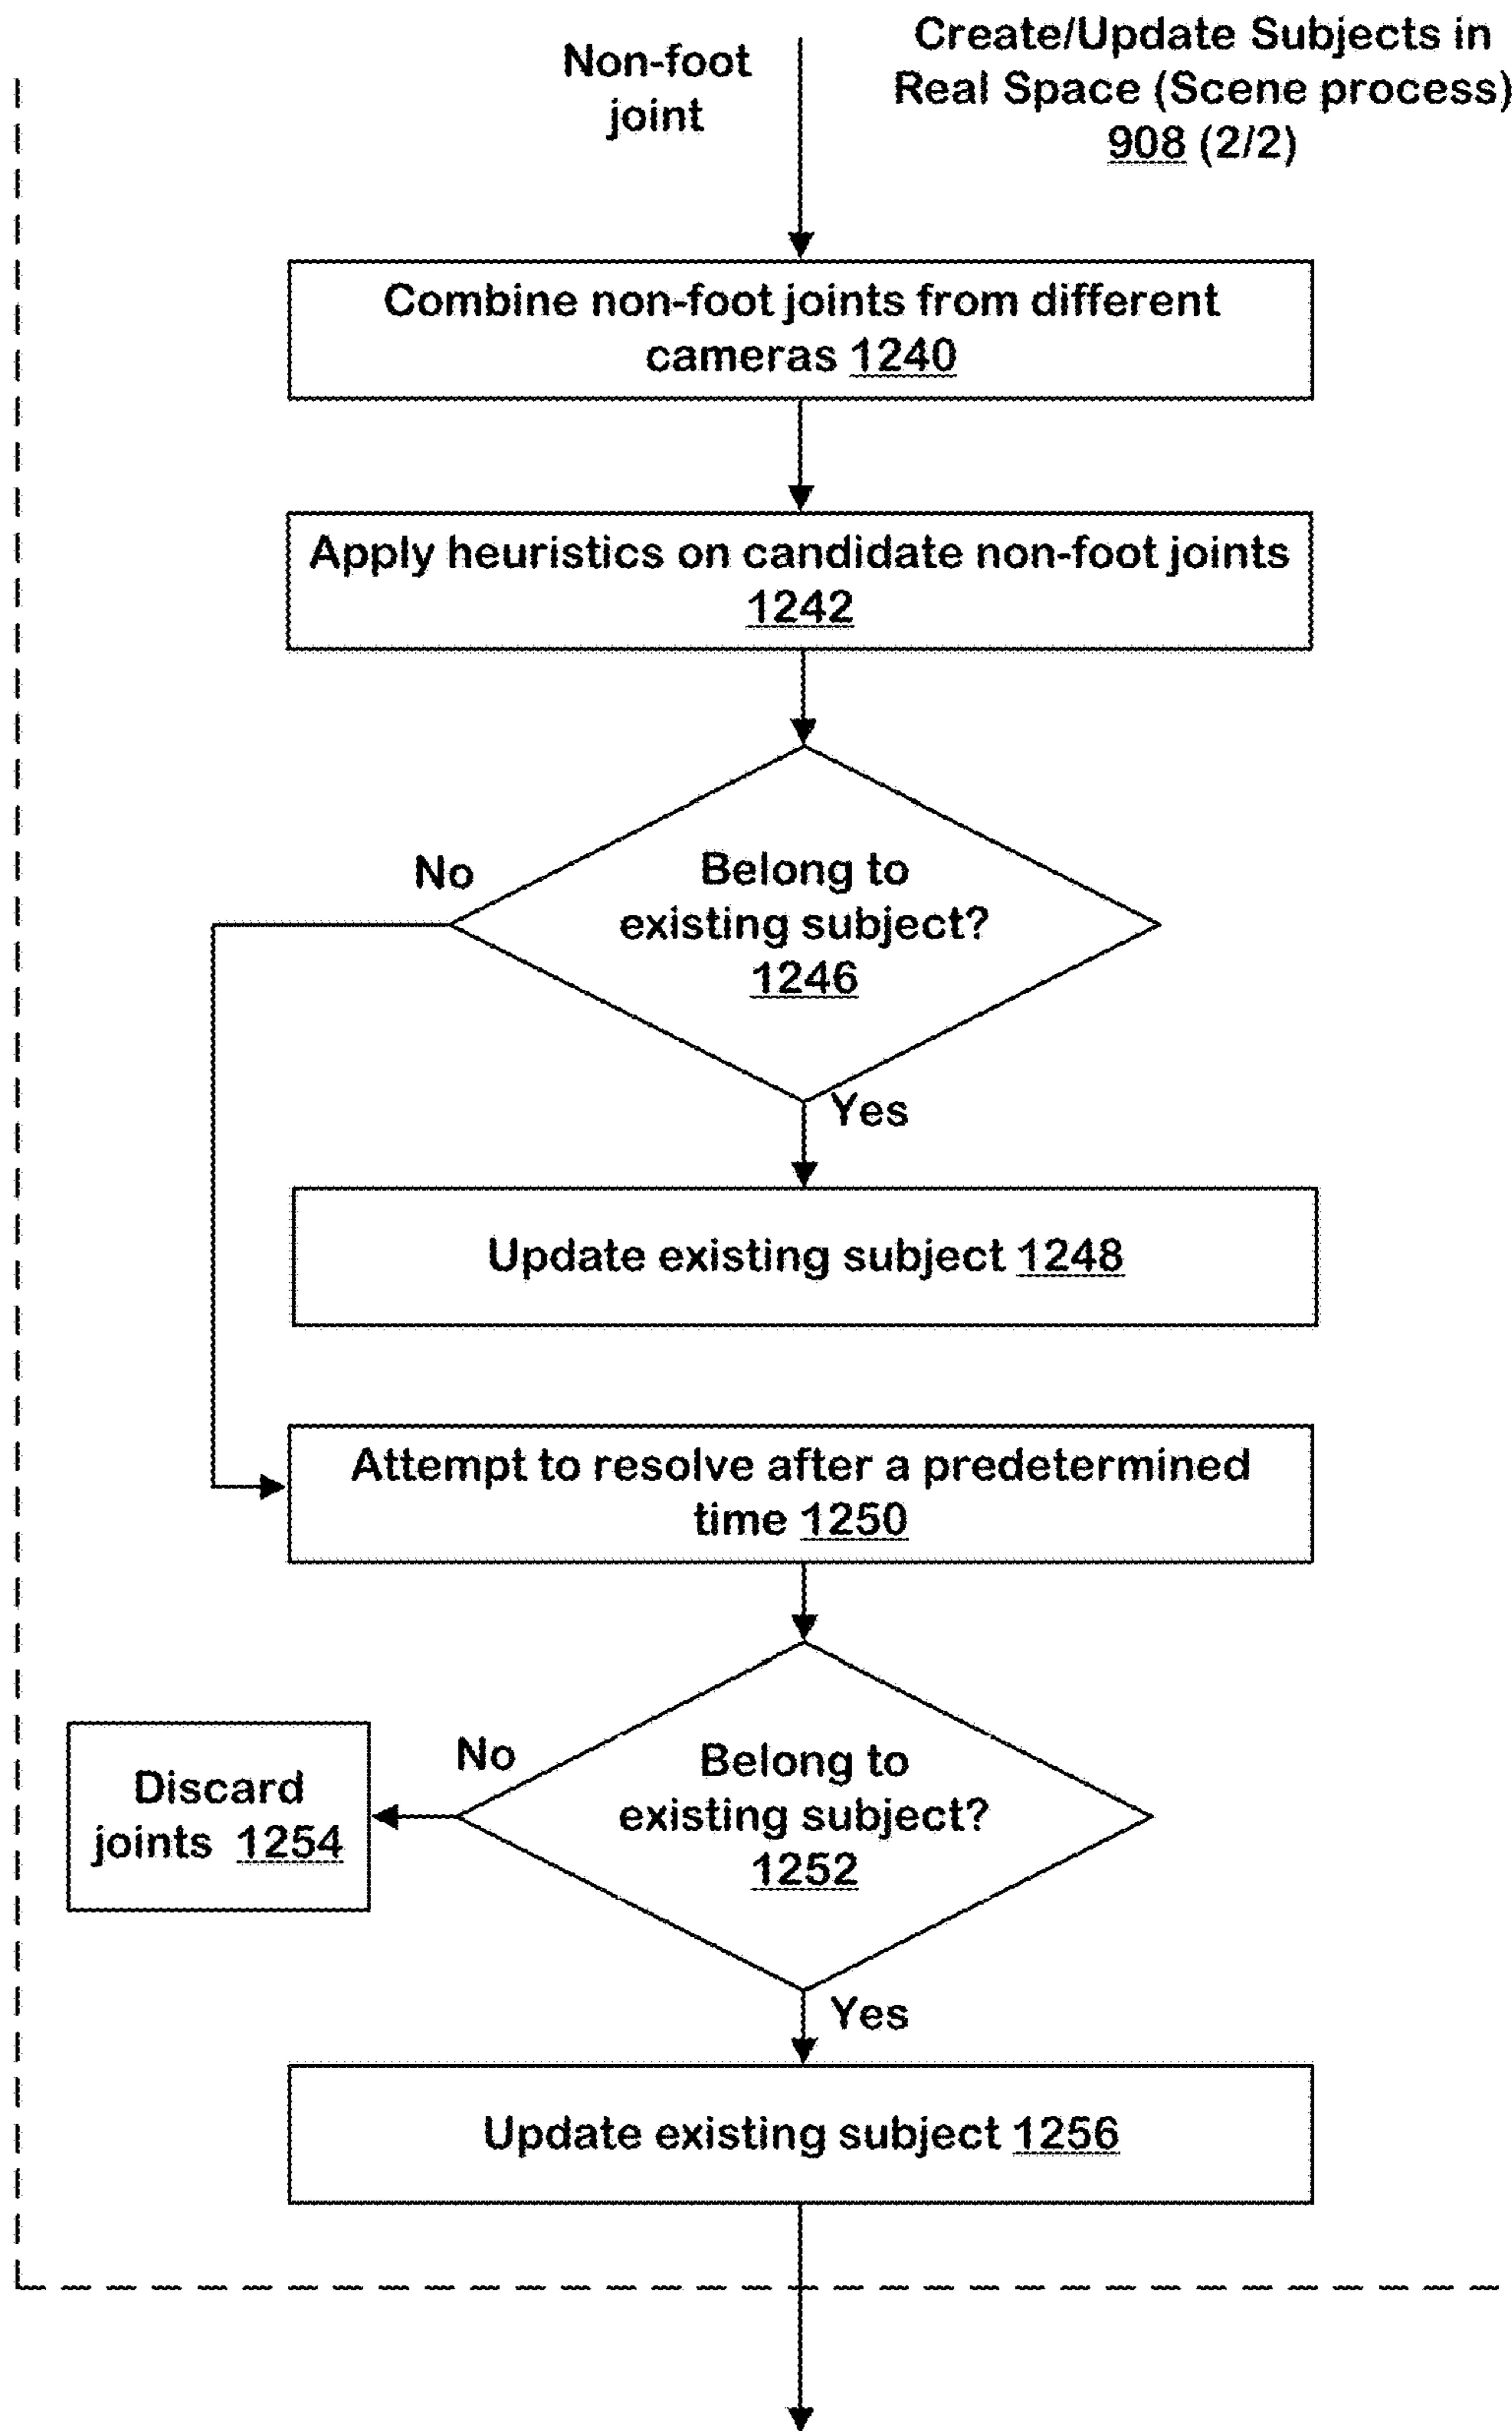 Non-foot
joint
Create/Update Subjects in
Real Space (Scene process)
908 (2/2)
Combine non-foot joints from different
cameras 1240
Apply heuristics on candidate non-foot joints
1242
No
Belong to
existing subject?
1246
Yes
Update existing subject 1248
Attempt to resolve after a predetermined
time 1250
No
Belong to
existing subject?
1252
Discard
joints 1254
Yes
Update existing subject 1256